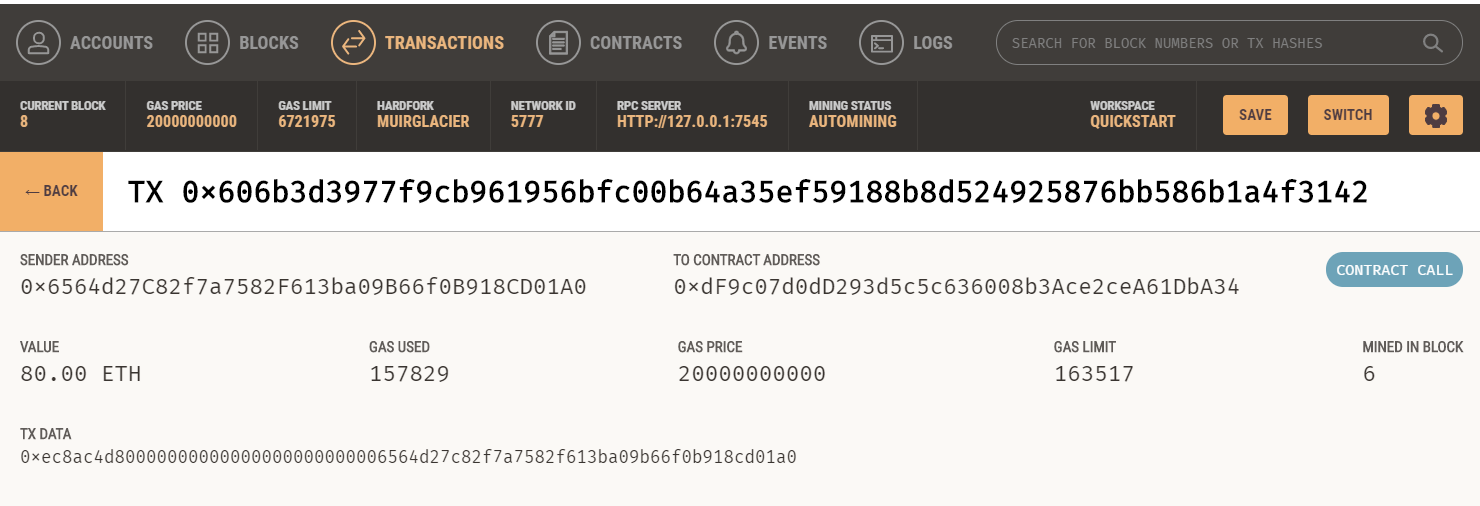 ACCOUNTS BLOCKS TRANSACTIONS CONTRACTS EVENTS LOGS SEARCH FOR BLOCK NUMBERS OR TX HASHES
CURRENT BLOCK GAS PRICE GAS LIMIT HARDFORK NETWORK ID RPC SERVER MINING STATUS WORKSPACE
8 20000000000 6721975 MUIRGLACIER 5777 HTTP://127.0.0.1:7545 AUTOMINING QUICKSTART SAVE SWITCH
← BACK TX 0×606b3d3977f9cb961956bfc00b64a35ef59188b8d524925876bb586b1a4f3142
SENDER ADDRESS TO CONTRACT ADDRESS
0×6564d27C82f7a7582F613ba09B66f0B918CD01A0 0×dF9c07d0dD293d5c5c636008b3Ace2ceA61DbA34 CONTRACT CALL
VALUE GAS USED GAS PRICE GAS LIMIT MINED IN BLOCK
80.00 ETH 157829 20000000000 163517 6
TX DATA
0×ec8ac4d80000000000000000000000006564d27c82f7a7582f613ba09b66f0b918cd01a0